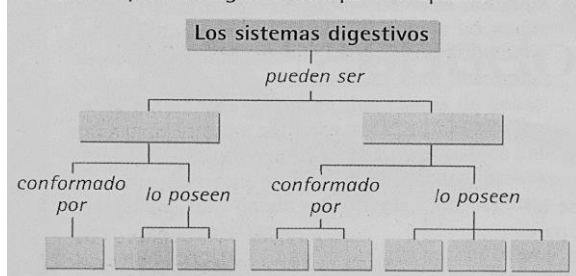 Los sistemas digestivos
pueden ser
conformado
por
lo poseen
conformado
por
lo poseen